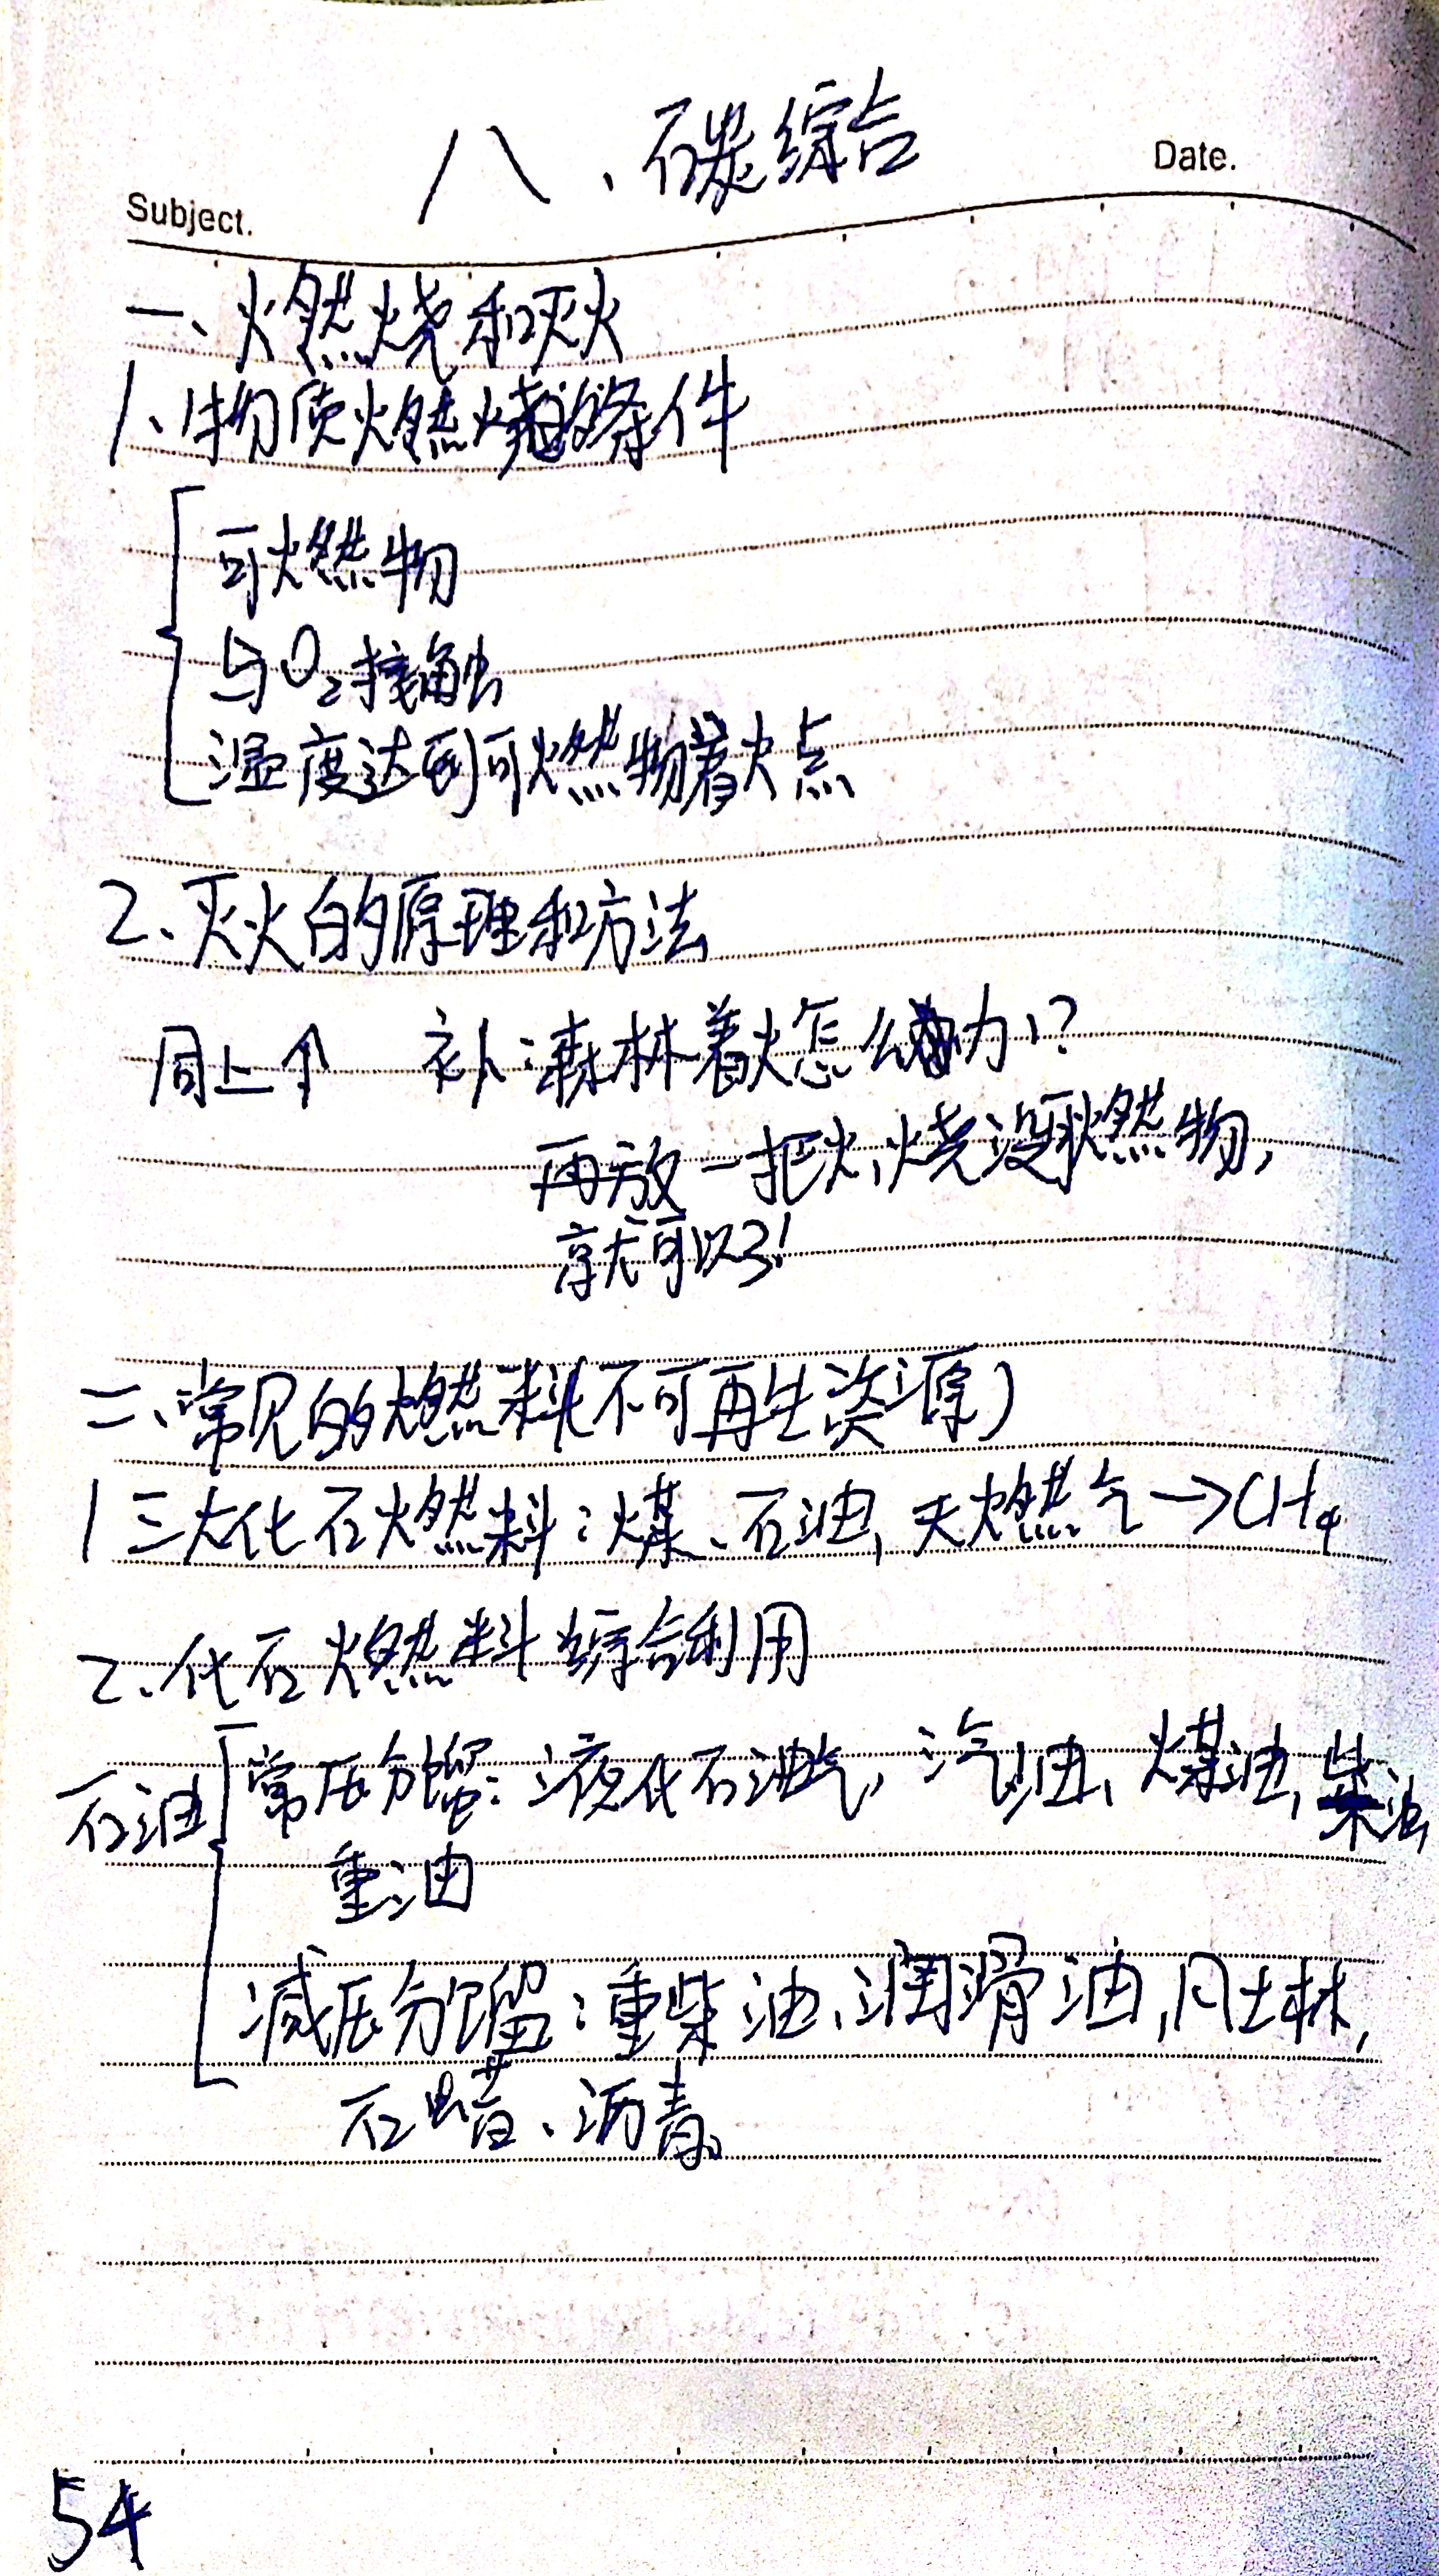 八、碳综合
Subject.
Date.
一、燃烧和灭火
1、物质燃烧的条件
可燃物
与O₂接触
温度达到可燃物着火点
2、灭火的原理和方法
同上个 补:森林着火怎么办?
再放一把火,烧没可燃物,
就可以了!
二、常见的燃料(不可再生资源)
1三大化石燃料:煤、石油,天燃气→CH₄
2、化石燃料综合利用
石油 常压分馏:液化石油气,汽油、煤油,柴油,
重油
减压分馏:重柴油、润滑油,凡士林,
石蜡、沥青。
54